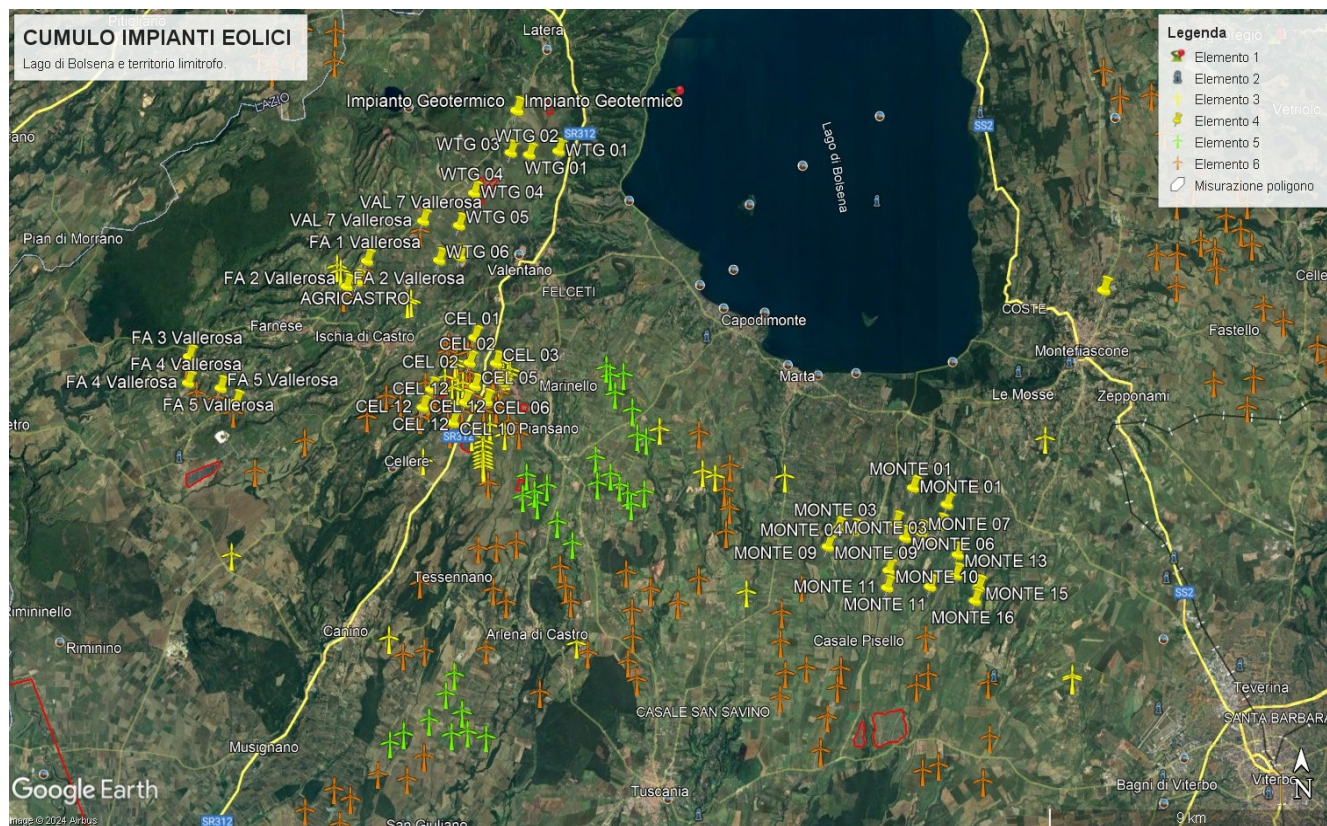 CUMULO IMPIANTI EOLICI
Lago di Bolsena e territorio limitrofo.
Legenda
Elemento 1
Elemento 2
Elemento 3
Elemento 4
Elemento 5
Elemento 6
Misurazione poligono
Pitigliano
Latera
LAZIO
Vetriolo
Impianto Geotermico
Impianto Geotermico
SR312
SS2
WTG 02
WTG 03
WTG 01
WTG 01
Lago di Bolsena
WTG 04
WTG 04
VAL 7 Vallerosa
VAL 7 Vallerosa
WTG 05
Pian di Morrano
FA 1 Vallerosa
WTG 06
Valentano
FA 2 Vallerosa
FA 2 Vallerosa
FELCETI
AGRICASTRO
COSTE
Capodimonte
CEL 01
Farnese
Ischia di Castro
Fastello
FA 3 Vallerosa
CEL 02
CEL 03
Montefiascone
FA 4 Vallerosa
CEL 02
Marta
FA 4 Vallerosa
FA 5 Vallerosa
CEL 05
Marinello
CEL 12
Le Mosse
Zepponami
FA 5 Vallerosa
CEL 12
CEL 12
CEL 06
CEL 12
CEL 10
Piansano
SR312
Cellere
MONTE 01
MONTE 01
MONTE 03
MONTE 04
MONTE 03
MONTE 07
MONTE 06
MONTE 09
MONTE 09
MONTE 13
MONTE 10
MONTE 11
MONTE 15
MONTE 11
MONTE 16
Tessennano
SS2
Canino
Arlena di Castro
Casale Pisello
Riminino
Teverina
CASALE SAN SAVINO
SANTA BARBARA
Musignano
Google Earth
Tuscania
Bagni di Viterbo
Viterbo
N
San Giuliano
9 km
SR312